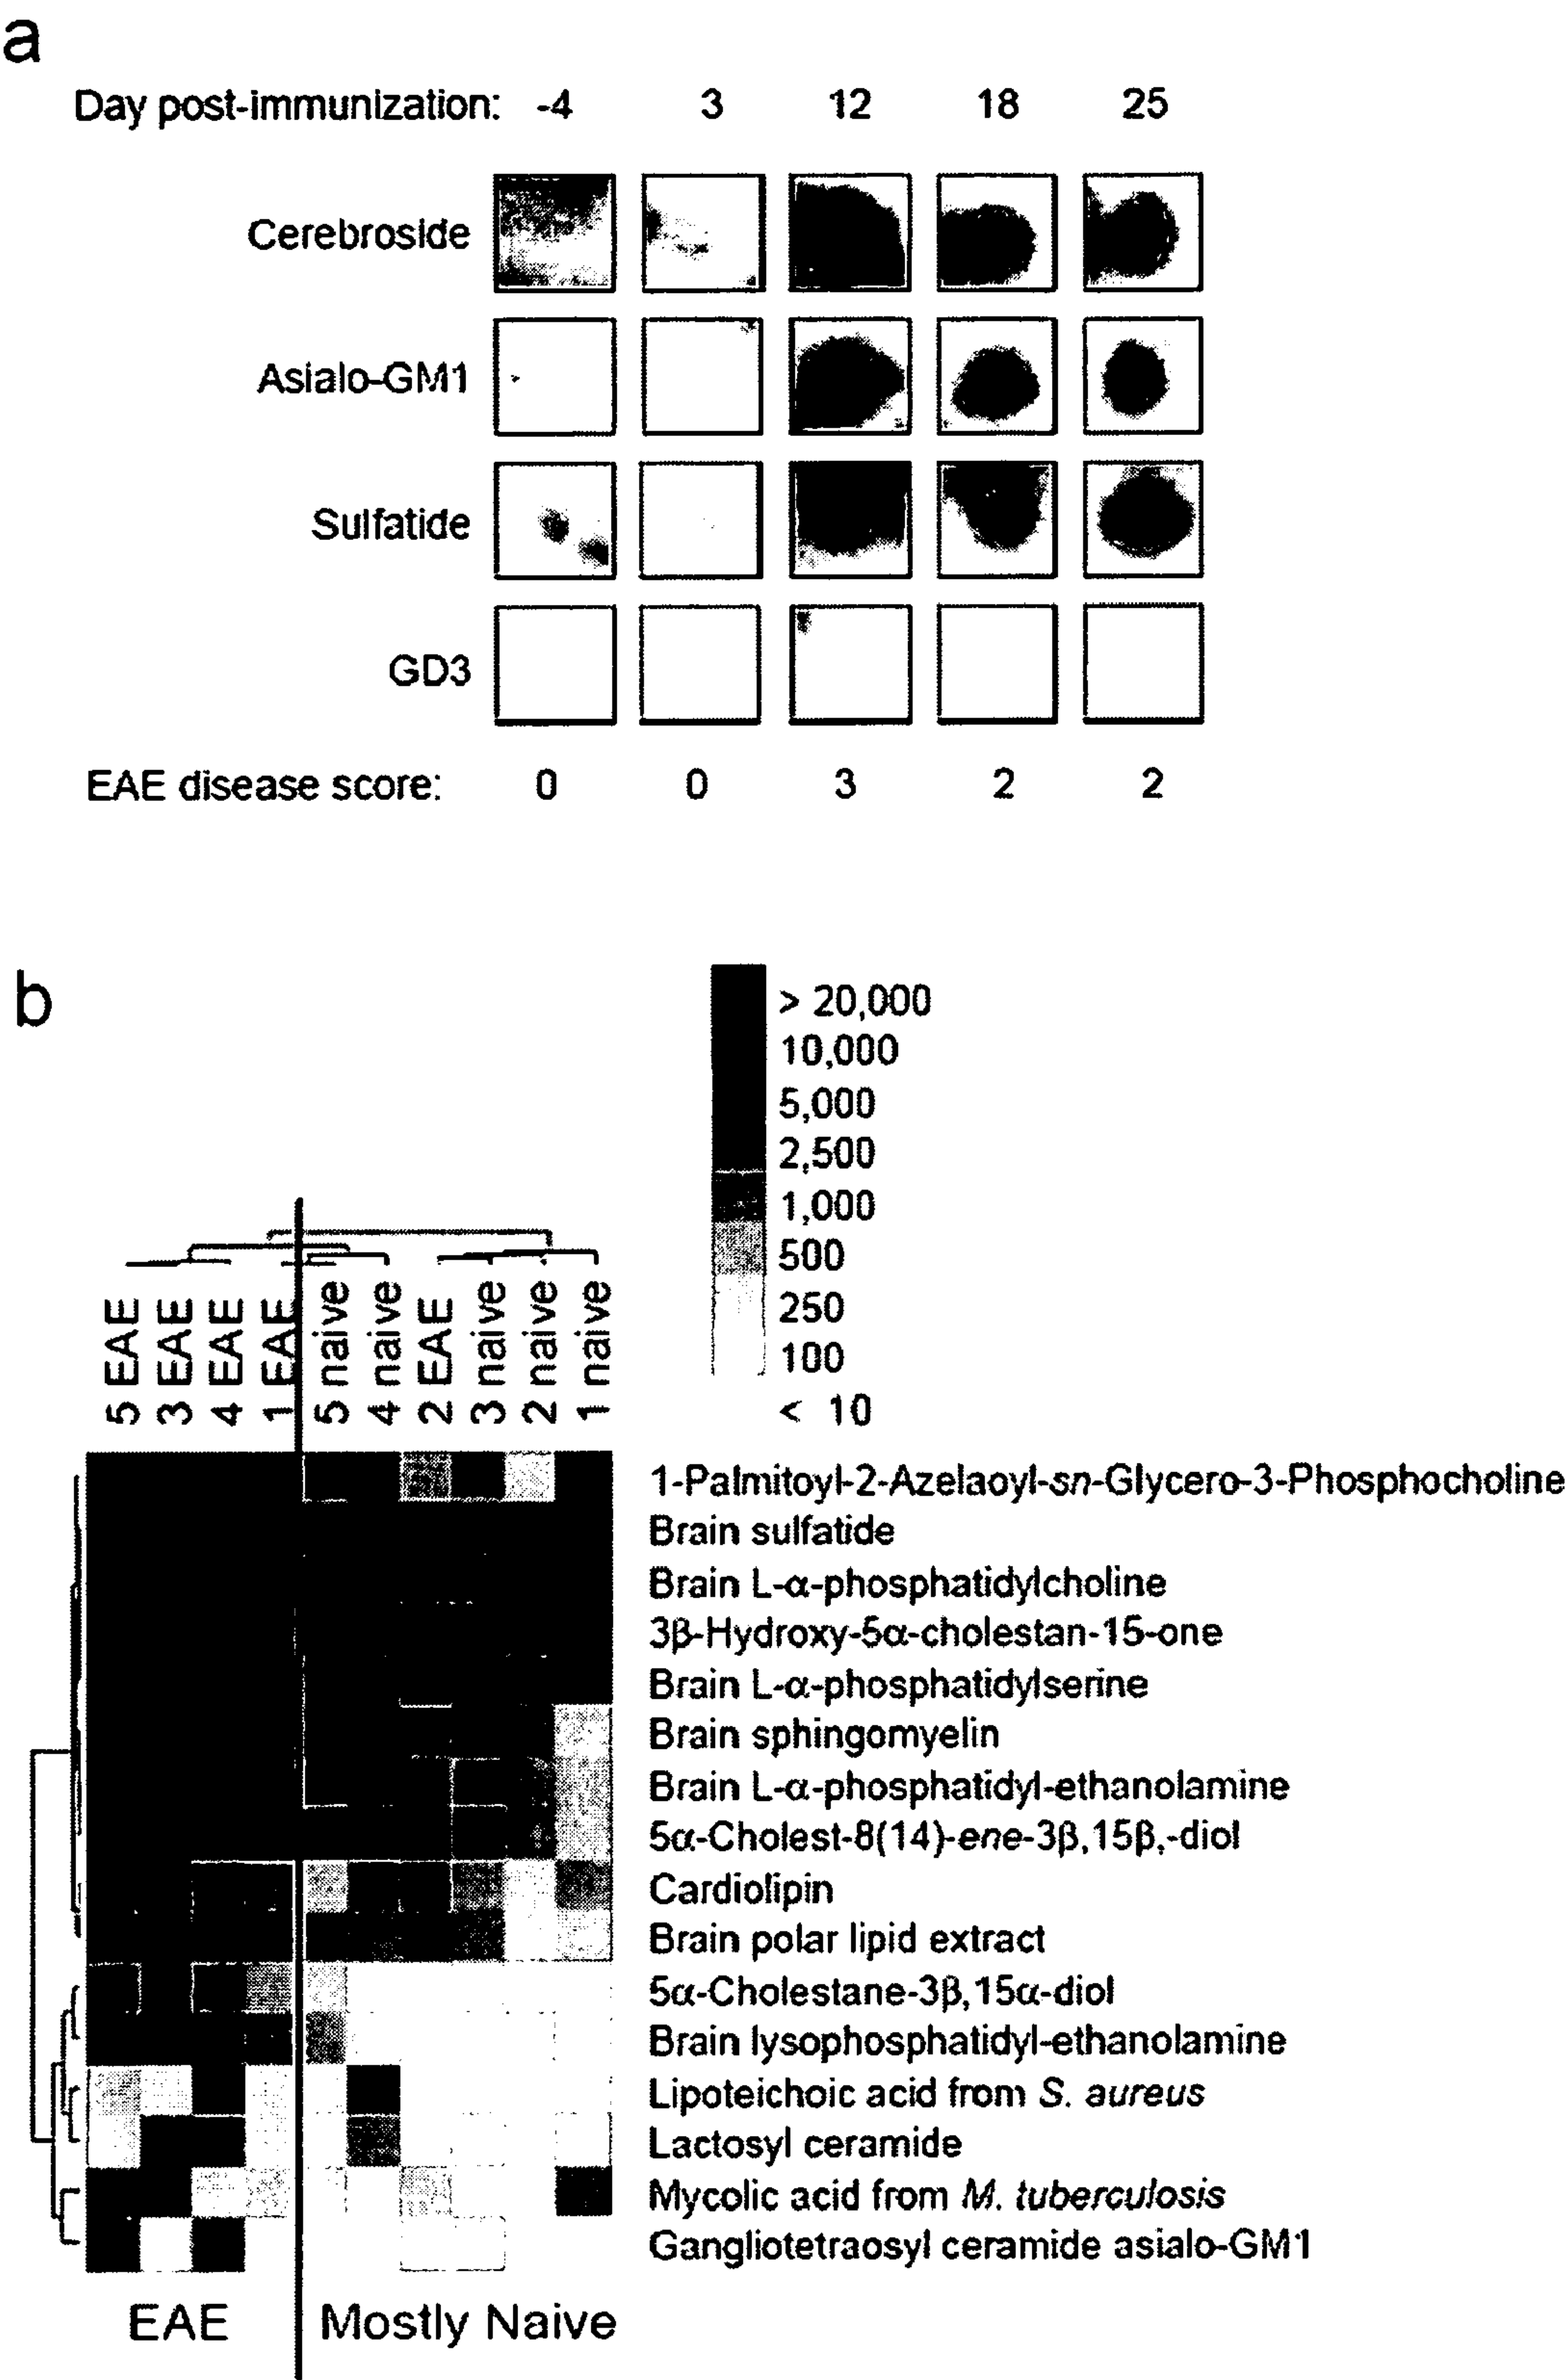 a
Day post-immunization: -4 3 12 18 25
Cerebroside
Asialo-GM1
Sulfatide
GD3
EAE disease score: 0 0 3 2 2
b
> 20,000
10,000
5,000
2,500
1,000
500
250
100
< 10
5 EAE
3 EAE
4 EAE
1 EAE
5 naive
4 naive
2 EAE
3 naive
2 naive
1 naive
1-Palmitoyl-2-Azelaoyl-sn-Glycero-3-Phosphocholine
Brain sulfatide
Brain L-α-phosphatidylcholine
3β-Hydroxy-5α-cholestan-15-one
Brain L-α-phosphatidylserine
Brain sphingomyelin
Brain L-α-phosphatidyl-ethanolamine
5α-Cholest-8(14)-ene-3β,15β,-diol
Cardiolipin
Brain polar lipid extract
5α-Cholestane-3β,15α-diol
Brain lysophosphatidyl-ethanolamine
Lipoteichoic acid from S. aureus
Lactosyl ceramide
Mycolic acid from M. tuberculosis
Gangliotetraosyl ceramide asialo-GM1
EAE Mostly Naive